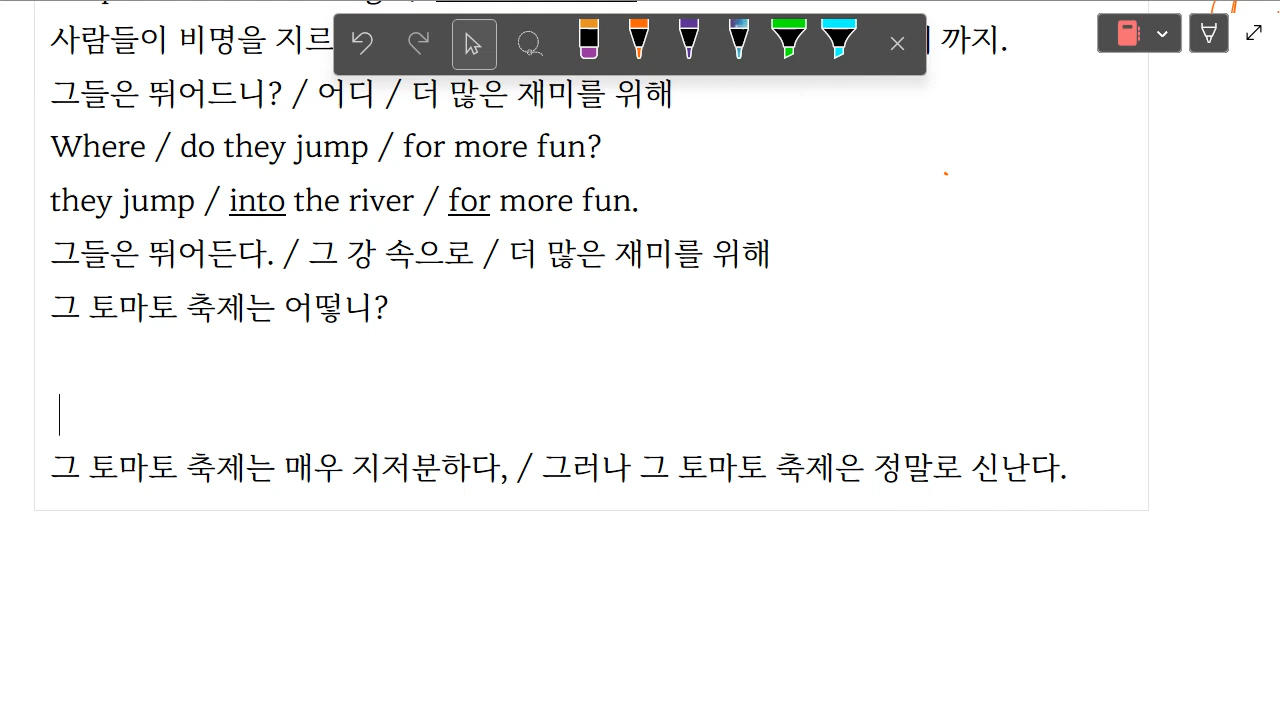 사람들이 비명을 지르 까지.
그들은 뛰어드니? / 어디 / 더 많은 재미를 위해
Where / do they jump / for more fun?
they jump / into the river / for more fun.
그들은 뛰어든다. / 그 강 속으로 / 더 많은 재미를 위해
그 토마토 축제는 어떻니?
그 토마토 축제는 매우 지저분하다, / 그러나 그 토마토 축제은 정말로 신난다.